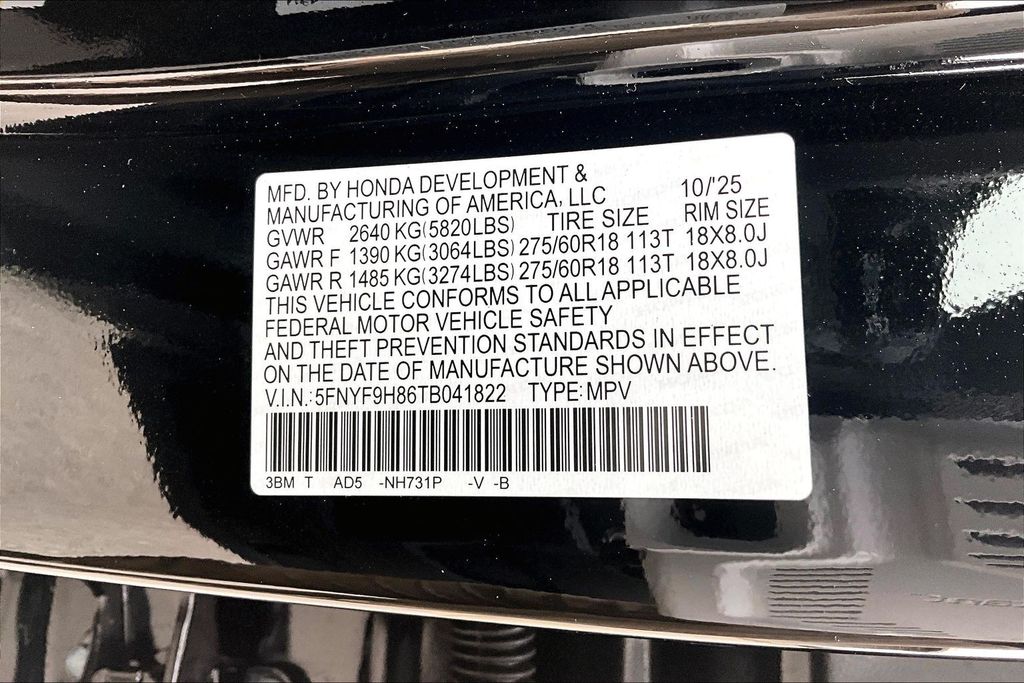 MFD. BY HONDA DEVELOPMENT &
MANUFACTURING OF AMERICA, LLC 10/'25
GVWR 2640 KG(5820LBS) TIRE SIZE RIM SIZE
GAWR F 1390 KG(3064LBS) 275/60R18 113T 18X8.0J
GAWR R 1485 KG(3274LBS) 275/60R18 113T 18X8.0J
THIS VEHICLE CONFORMS TO ALL APPLICABLE
FEDERAL MOTOR VEHICLE SAFETY
AND THEFT PREVENTION STANDARDS IN EFFECT
ON THE DATE OF MANUFACTURE SHOWN ABOVE.
V.I.N.: 5FNYF9H86TB041822 TYPE: MPV
3BM T AD5 -NH731P -V -B